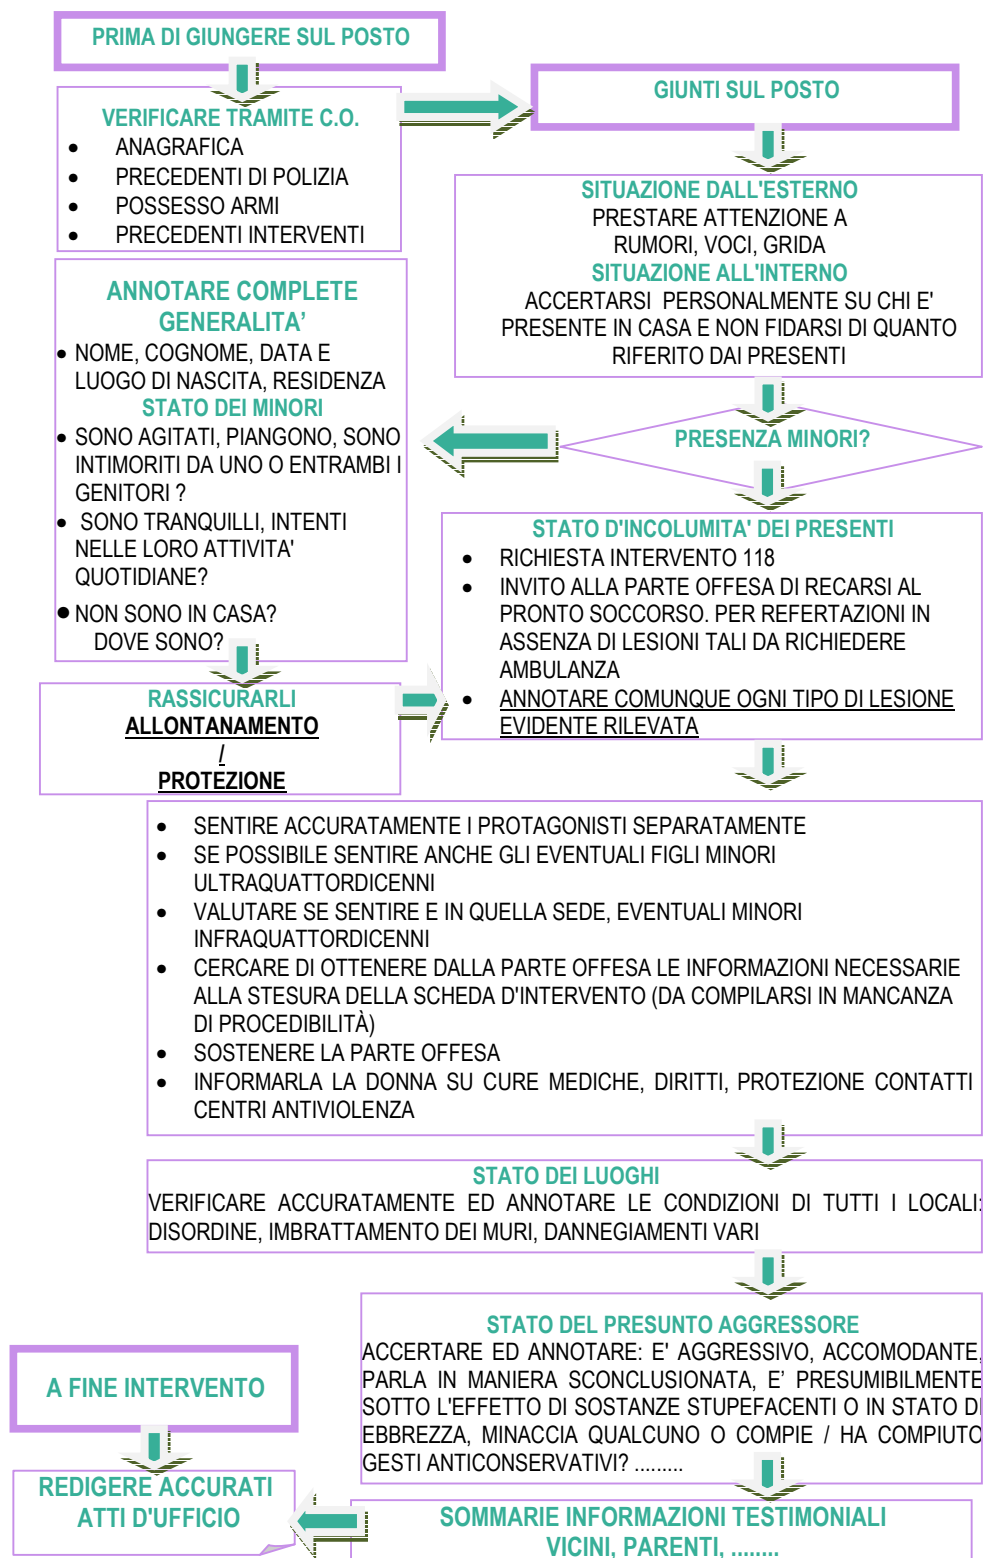 PRIMA DI GIUNGERE SUL POSTO
VERIFICARE TRAMITE C.O.
• ANAGRAFICA
• PRECEDENTI DI POLIZIA
• POSSESSO ARMI
• PRECEDENTI INTERVENTI
GIUNTI SUL POSTO
SITUAZIONE DALL'ESTERNO
PRESTARE ATTENZIONE A
RUMORI, VOCI, GRIDA
SITUAZIONE ALL'INTERNO
ACCERTARSI PERSONALMENTE SU CHI E'
PRESENTE IN CASA E NON FIDARSI DI QUANTO
RIFERITO DAI PRESENTI
PRESENZA MINORI?
ANNOTARE COMPLETE
GENERALITA’
• NOME, COGNOME, DATA E
LUOGO DI NASCITA, RESIDENZA
STATO DEI MINORI
• SONO AGITATI, PIANGONO, SONO
INTIMORITI DA UNO O ENTRAMBI I
GENITORI ?
• SONO TRANQUILLI, INTENTI
NELLE LORO ATTIVITA'
QUOTIDIANE?
• NON SONO IN CASA?
DOVE SONO?
RASSICURARLI
ALLONTANAMENTO
/
PROTEZIONE
STATO D'INCOLUMITA' DEI PRESENTI
• RICHIESTA INTERVENTO 118
• INVITO ALLA PARTE OFFESA DI RECARSI AL
PRONTO SOCCORSO. PER REFERTAZIONI IN
ASSENZA DI LESIONI TALI DA RICHIEDERE
AMBULANZA
• ANNOTARE COMUNQUE OGNI TIPO DI LESIONE
EVIDENTE RILEVATA
• SENTIRE ACCURATAMENTE I PROTAGONISTI SEPARATAMENTE
• SE POSSIBILE SENTIRE ANCHE GLI EVENTUALI FIGLI MINORI
ULTRAQUATTORDICENNI
• VALUTARE SE SENTIRE E IN QUELLA SEDE, EVENTUALI MINORI
INFRAQUATTORDICENNI
• CERCARE DI OTTENERE DALLA PARTE OFFESA LE INFORMAZIONI NECESSARIE
ALLA STESURA DELLA SCHEDA D'INTERVENTO (DA COMPILARSI IN MANCANZA
DI PROCEDIBILITÀ)
• SOSTENERE LA PARTE OFFESA
• INFORMARLA LA DONNA SU CURE MEDICHE, DIRITTI, PROTEZIONE CONTATTI
CENTRI ANTIVIOLENZA
STATO DEI LUOGHI
VERIFICARE ACCURATAMENTE ED ANNOTARE LE CONDIZIONI DI TUTTI I LOCALI:
DISORDINE, IMBRATTAMENTO DEI MURI, DANNEGIAMENTI VARI
STATO DEL PRESUNTO AGGRESSORE
ACCERTARE ED ANNOTARE: E' AGGRESSIVO, ACCOMODANTE,
PARLA IN MANIERA SCONCLUSIONATA, E’ PRESUMIBILMENTE
SOTTO L'EFFETTO DI SOSTANZE STUPEFACENTI O IN STATO DI
EBBREZZA, MINACCIA QUALCUNO O COMPIE / HA COMPIUTO
GESTI ANTICONSERVATIVI? .........
SOMMARIE INFORMAZIONI TESTIMONIALI
VICINI, PARENTI, ........
A FINE INTERVENTO
REDIGERE ACCURATI
ATTI D'UFFICIO